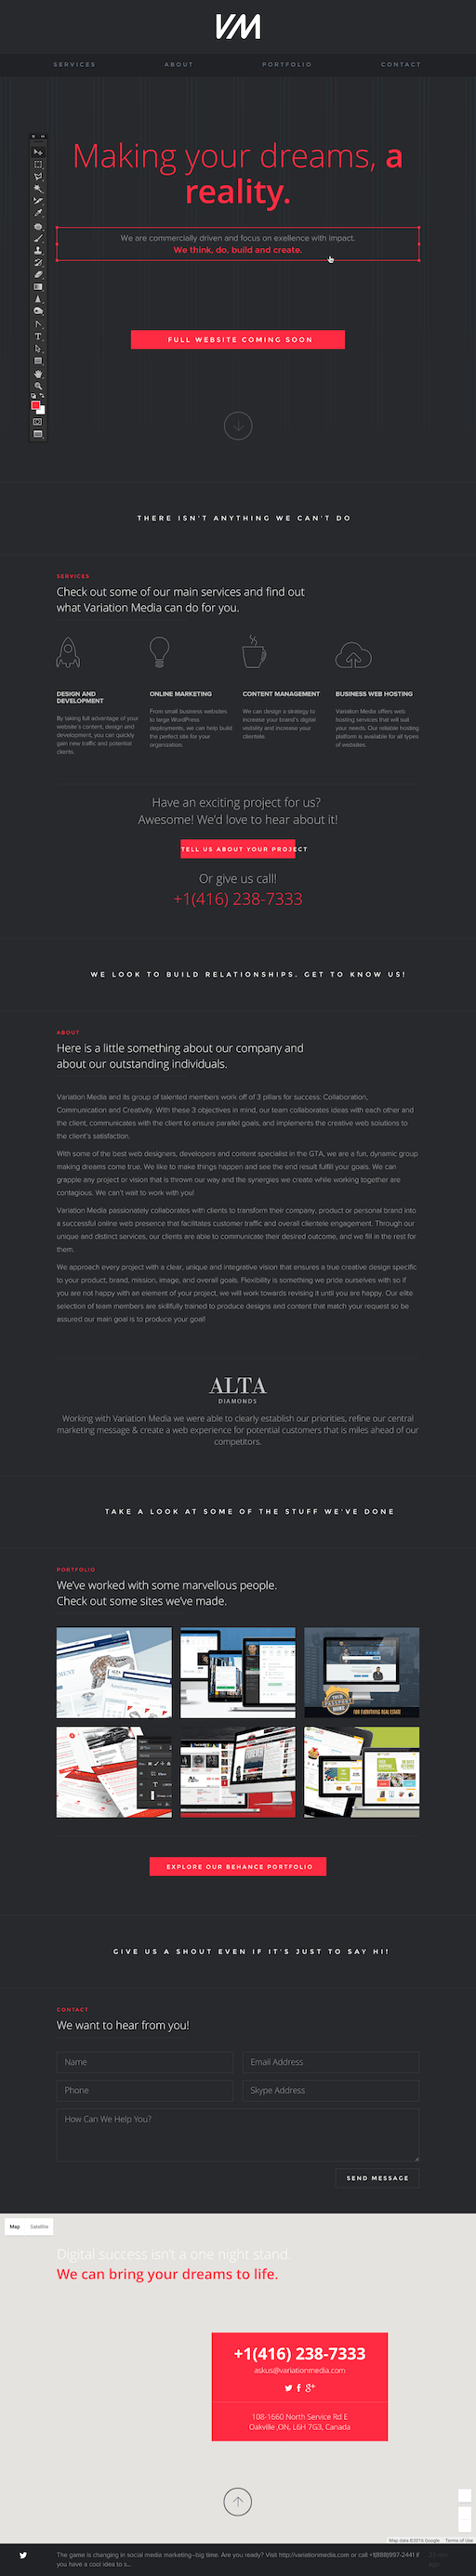 VM
SERVICES
ABOUT
PORTFOLIO
CONTACT
Making your dreams, a
reality.
We are commercially driven and focus on exellence with impact.
We think, do, build and create.
FULL WEBSITE COMING SOON
THERE ISN'T ANYTHING WE CAN'T DO
SERVICES
Check out some of our main services and find out
what Variation Media can do for you.
DESIGN AND
DEVELOPMENT
By taking full advantage of your
website's content, design and
development, you can quickly
gain new traffic and potential
clients.
ONLINE MARKETING
From small business websites
to large WordPress
deployments, we can help build
the perfect site for your
organization.
CONTENT MANAGEMENT
We can design a strategy to
increase your brand's digital
visibility and increase your
clientele.
BUSINESS WEB HOSTING
Variation Media offers web
hosting services that will suit
your needs. Our reliable hosting
platform is available for all types
of websites.
Have an exciting project for us?
Awesome! We'd love to hear about it!
TELL US ABOUT YOUR PROJECT
Or give us call!
+1(416) 238-7333
WE LOOK TO BUILD RELATIONSHIPS. GET TO KNOW US!
ABOUT
Here is a little something about our company and
about our outstanding individuals.
Variation Media and its group of talented members work off of 3 pillars for success: Collaboration,
Communication and Creativity. With these 3 objectives in mind, our team collaborates ideas with each other and
the client, communicates with the client to ensure parallel goals, and implements the creative web solutions to
the client's satisfaction.
With some of the best web designers, developers and content specialist in the GTA, we are a fun, dynamic group
making dreams come true. We like to make things happen and see the end result fulfill your goals. We can
grapple any project or vision that is thrown our way and the synergies we create while working together are
contagious. We can't wait to work with you!
Variation Media passionately collaborates with clients to transform their company, product or personal brand into
a successful online web presence that facilitates customer traffic and overall clientele engagement. Through our
unique and distinct services, our clients are able to communicate their desired outcome, and we fill in the rest for
them.
We approach every project with a clear, unique and integrative vision that ensures a true creative design specific
to your product, brand, mission, image, and overall goals. Flexibility is something we pride ourselves with so if
you are not happy with an element of your project, we will work towards revising it until you are happy. Our elite
selection of team members are skillfully trained to produce designs and content that match your request so be
assured our main goal is to produce your goal!
ALTA
DIAMONDS
Working with Variation Media we were able to clearly establish our priorities, refine our central
marketing message & create a web experience for potential customers that is miles ahead of our
competitors.
TAKE A LOOK AT SOME OF THE STUFF WE'VE DONE
PORTFOLIO
We've worked with some marvellous people.
Check out some sites we've made.
FOR EVERYTHING REAL ESTATE
EXPLORE OUR BEHANCE PORTFOLIO
GIVE US A SHOUT EVEN IF IT'S JUST TO SAY HI!
CONTACT
We want to hear from you!
Name
Email Address
Phone
Skype Address
How Can We Help You?
SEND MESSAGE
Map
Satellite
Digital success isn't a one night stand.
We can bring your dreams to life.
+1(416) 238-7333
askus@variationmedia.com
108-1660 North Service Rd E
Oakville ,ON, L6H 7G3, Canada
Map data ©2016 Google
Terms of Use
The game is changing in social media marketing–big time. Are you ready? Visit http://variationmedia.com or call +1(888)997-2441 if
you have a cool idea to s...